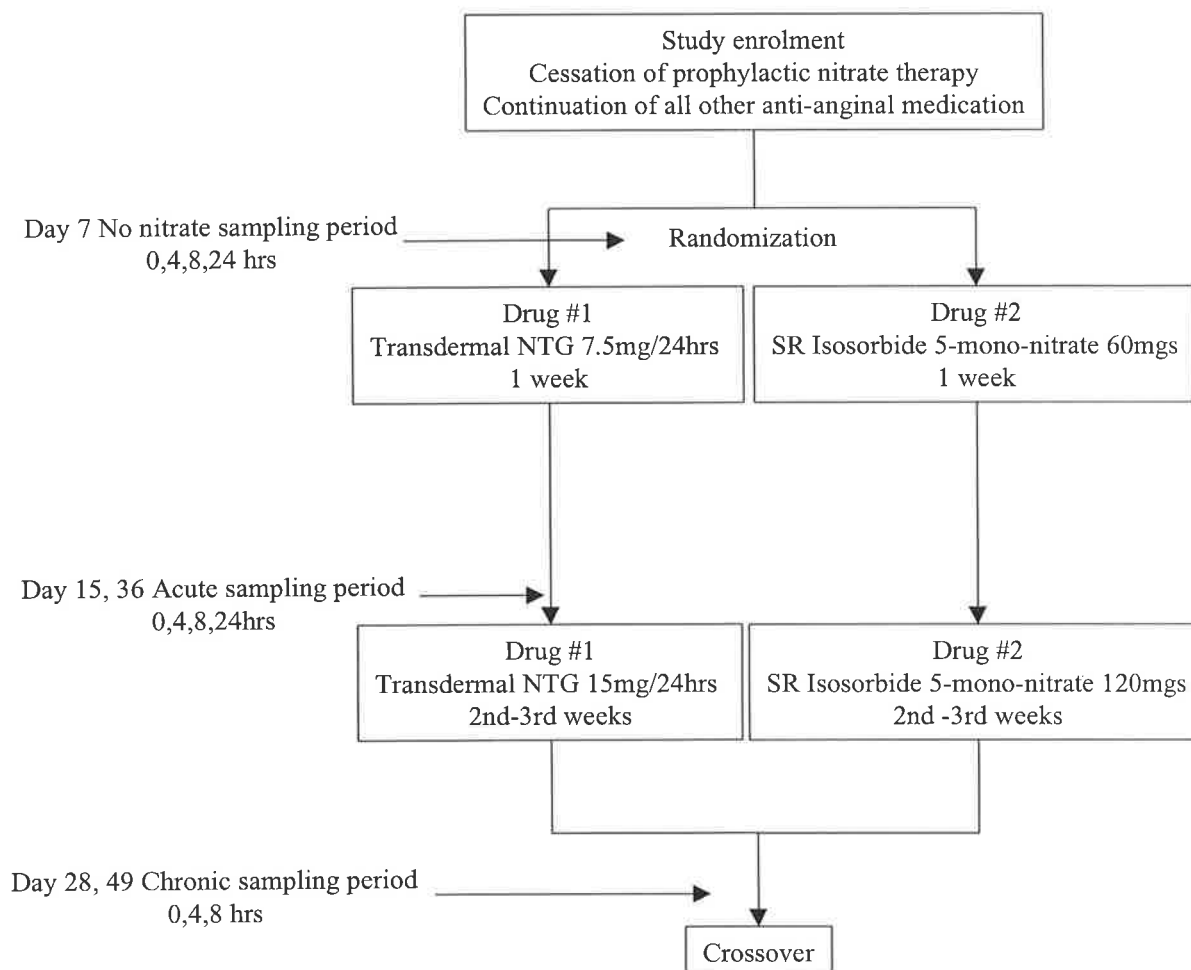 Study enrolment
Cessation of prophylactic nitrate therapy
Continuation of all other anti-anginal medication
Day 7 No nitrate sampling period
0,4,8,24 hrs
Randomization
Drug #1
Transdermal NTG 7.5mg/24hrs
1 week
Drug #2
SR Isosorbide 5-mono-nitrate 60mgs
1 week
Day 15, 36 Acute sampling period
0,4,8,24hrs
Drug #1
Transdermal NTG 15mg/24hrs
2nd-3rd weeks
Drug #2
SR Isosorbide 5-mono-nitrate 120mgs
2nd -3rd weeks
Day 28, 49 Chronic sampling period
0,4,8 hrs
Crossover